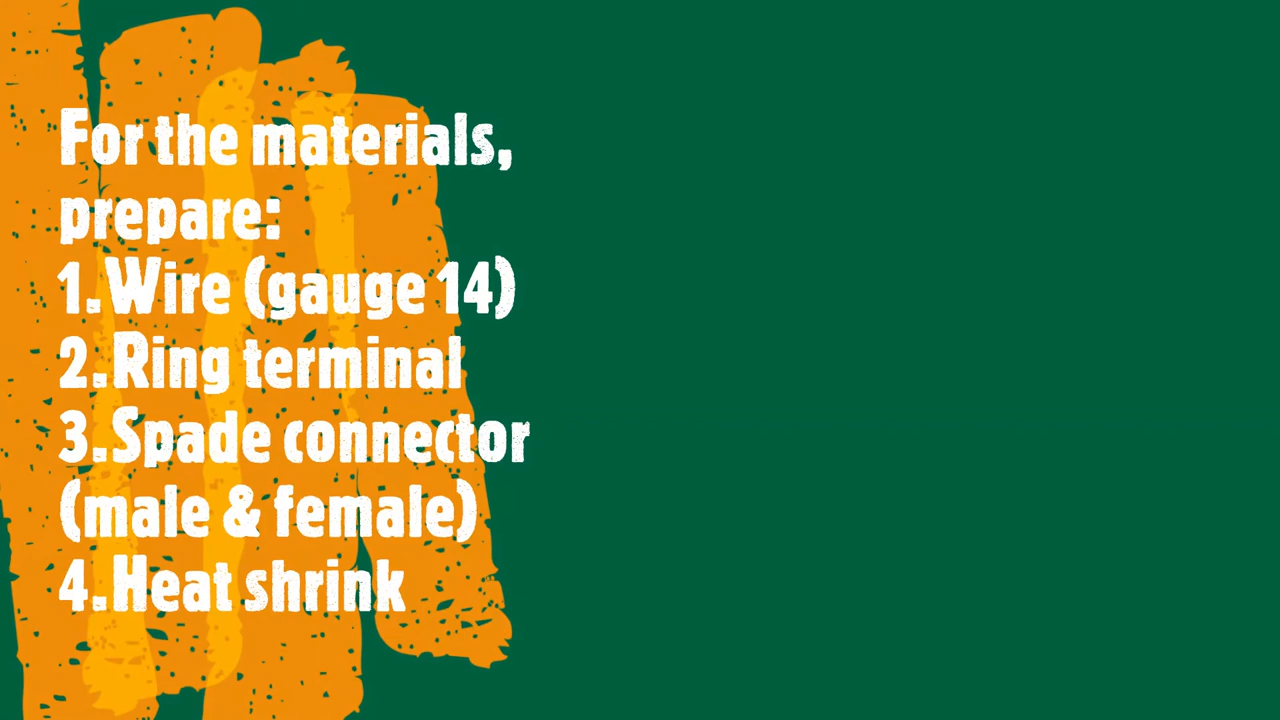 For the materials,
prepare:
1.Wire (gauge 14)
2.Ring terminal
3.Spade connector
(male & female)
4.Heat shrink